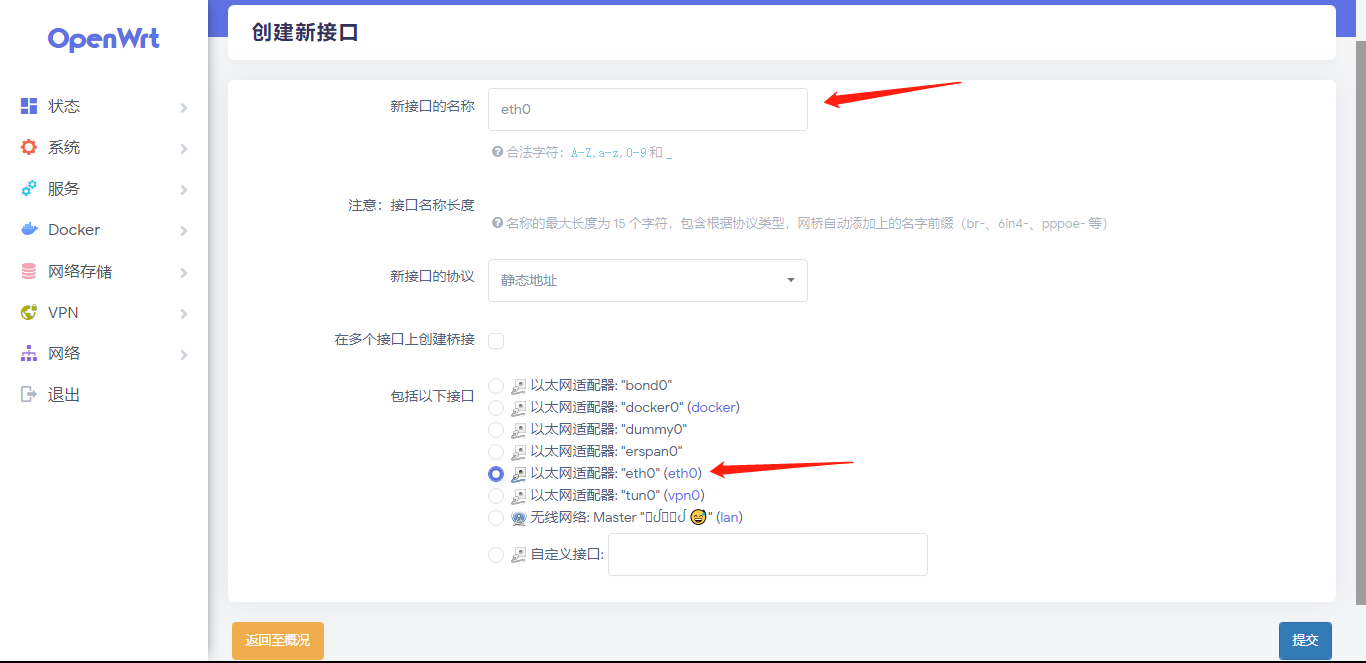 OpenWrt
状态
系统
服务
Docker
网络存储
VPN
网络
退出
创建新接口
新接口的名称
eth0
合法字符：A-Z,a-z,0-9 和 _
注意：接口名称长度
名称的最大长度为 15 个字符，包含根据协议类型，网桥自动添加上的名字前缀（br-、6in4-、pppoe- 等）
新接口的协议
静态地址
在多个接口上创建桥接
包括以下接口
以太网适配器: "bond0"
以太网适配器: "docker0" (docker)
以太网适配器: "dummy0"
以太网适配器: "erspan0"
以太网适配器: "eth0" (eth0)
以太网适配器: "tun0" (vpn0)
无线网络: Master "😅" (lan)
自定义接口:
返回至概况
提交